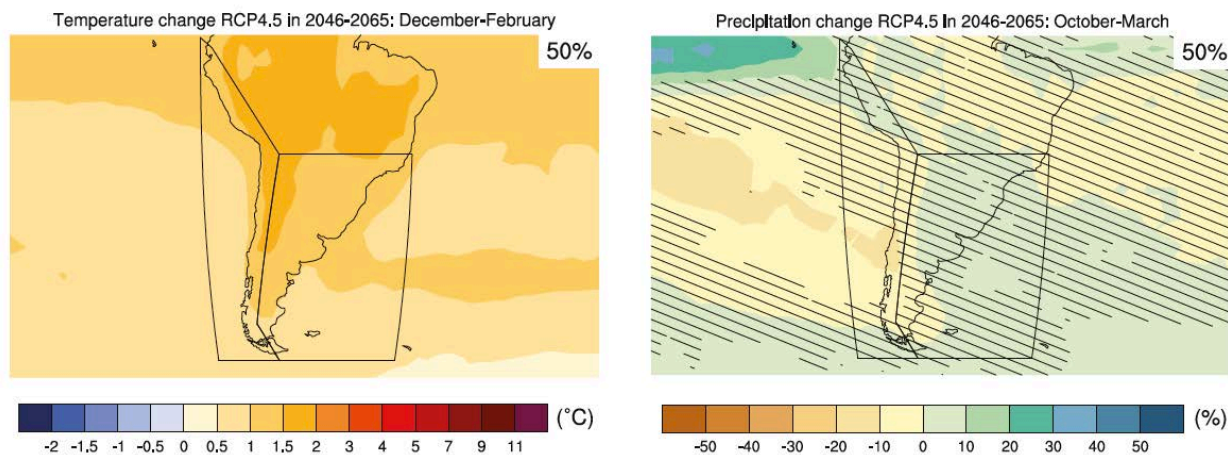 Temperature change RCP4.5 in 2046-2065: December-February
50%
-2 -1.5 -1 -0.5 0 0.5 1 1.5 2 3 4 5 7 9 11 (°C)
Precipitation change RCP4.5 in 2046-2065: October-March
50%
-50 -40 -30 -20 -10 0 10 20 30 40 50 (%)